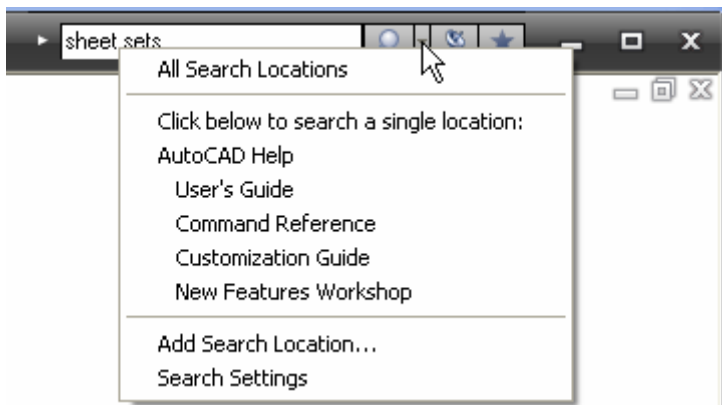 sheet sets
All Search Locations
Click below to search a single location:
AutoCAD Help
User's Guide
Command Reference
Customization Guide
New Features Workshop
Add Search Location...
Search Settings